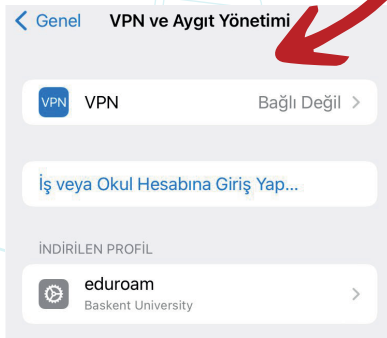 Genel VPN ve Aygıt Yönetimi
VPN VPN Bağlı Değil
İş veya Okul Hesabına Giriş Yap...
İNDİRİLEN PROFİL
eduroam
Baskent University